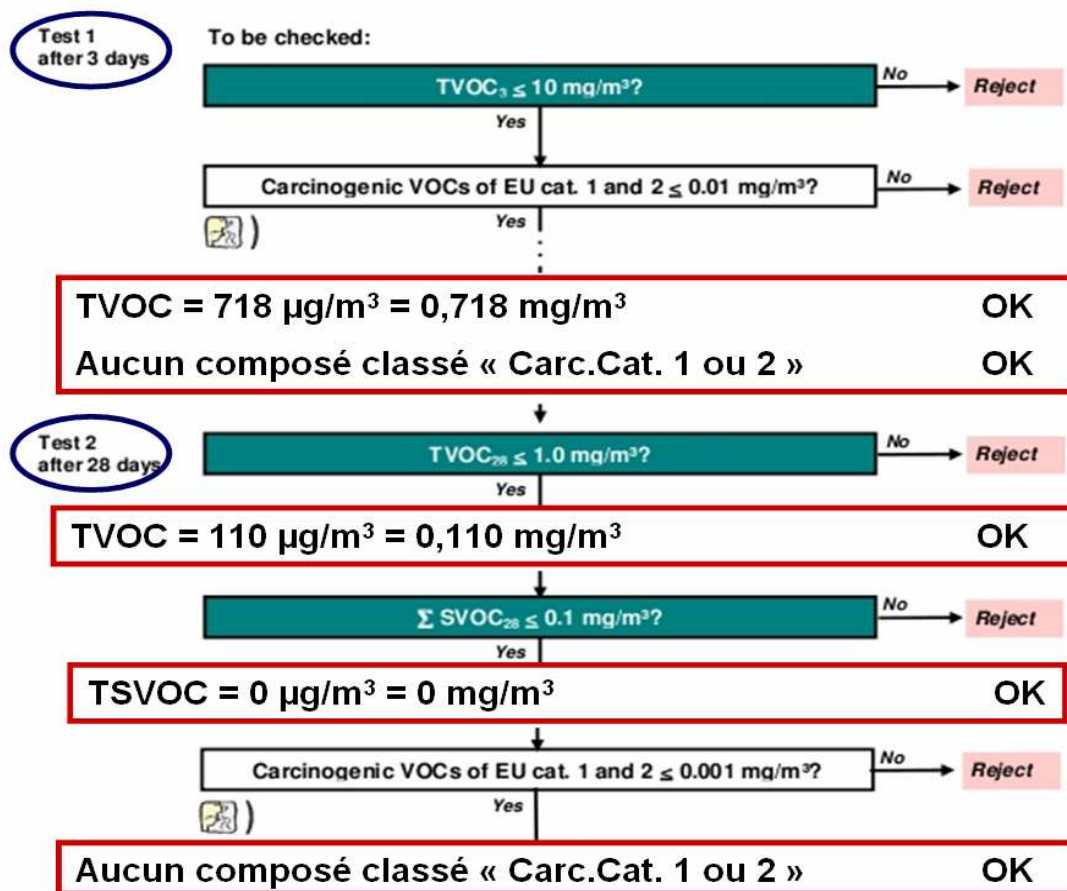 Test 1
after 3 days
To be checked:
TVOC₃ ≤ 10 mg/m³?
No
Reject
Yes
Carcinogenic VOCs of EU cat. 1 and 2 ≤ 0.01 mg/m³?
No
Reject
)
Yes
TVOC = 718 µg/m³ = 0,718 mg/m³ OK
Aucun composé classé « Carc.Cat. 1 ou 2 » OK
Test 2
after 28 days
TVOC₂₈ ≤ 1.0 mg/m³?
No
Reject
Yes
TVOC = 110 µg/m³ = 0,110 mg/m³ OK
Σ SVOC₂₈ ≤ 0.1 mg/m³?
No
Reject
Yes
TSVOC = 0 µg/m³ = 0 mg/m³ OK
Carcinogenic VOCs of EU cat. 1 and 2 ≤ 0.001 mg/m³?
No
Reject
)
Yes
Aucun composé classé « Carc.Cat. 1 ou 2 » OK